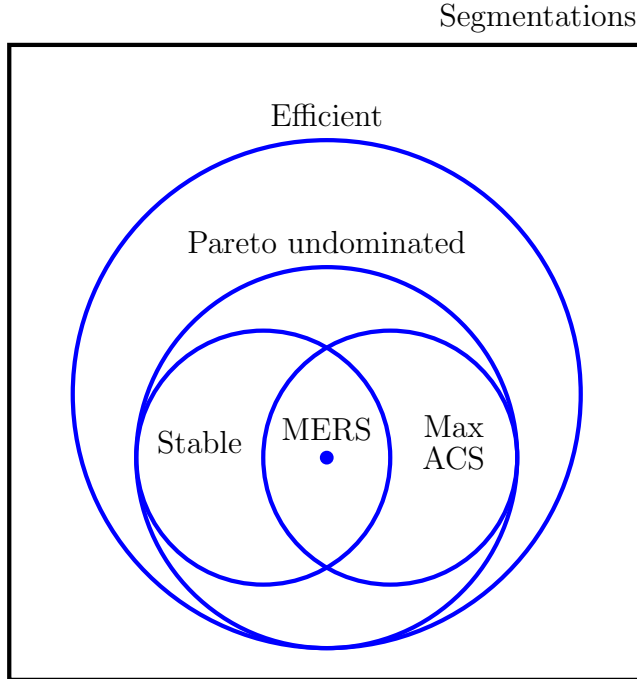 Segmentations
Efficient
Pareto undominated
Stable
MERS
Max
ACS